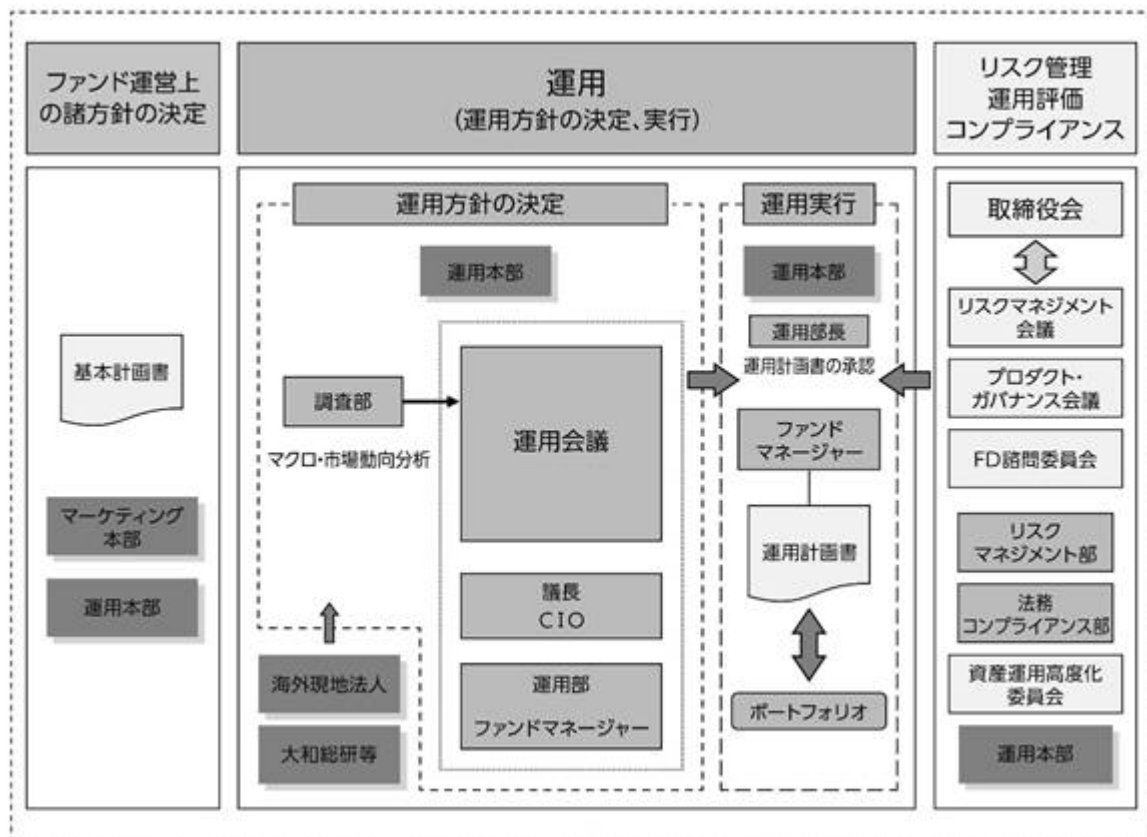 ファンド運営上
の諸方針の決定
運用
(運用方針の決定、実行)
リスク管理
運用評価
コンプライアンス
基本計画書
マーケティング
本部
運用本部
運用方針の決定
運用本部
調査部
マクロ・市場動向分析
運用会議
議長
CIO
運用部
ファンドマネージャー
海外現地法人
大和総研等
運用実行
運用本部
運用部長
運用計画書の承認
ファンド
マネージャー
運用計画書
ポートフォリオ
取締役会
リスクマネジメント
会議
プロダクト・
ガバナンス会議
FD諮問委員会
リスク
マネジメント部
法務
コンプライアンス部
資産運用高度化
委員会
運用本部